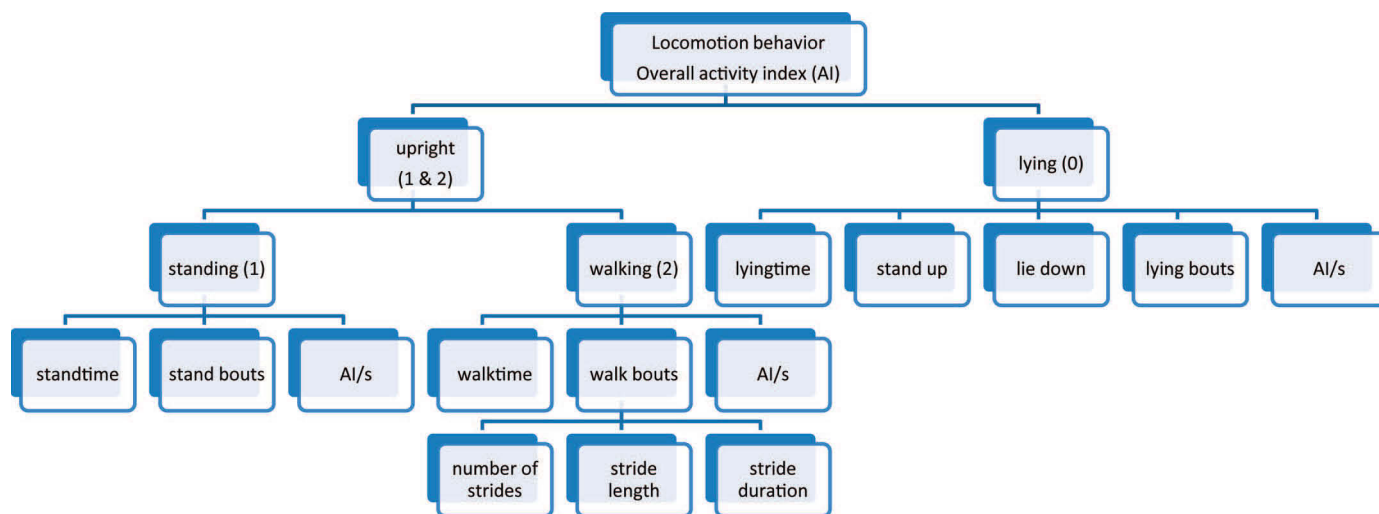 Locomotion behavior
Overall activity index (AI)
upright
(1 & 2)
lying (0)
standing (1)
walking (2)
lyingtime
stand up
lie down
lying bouts
AI/s
standtime
stand bouts
AI/s
walktime
walk bouts
AI/s
number of
strides
stride
length
stride
duration